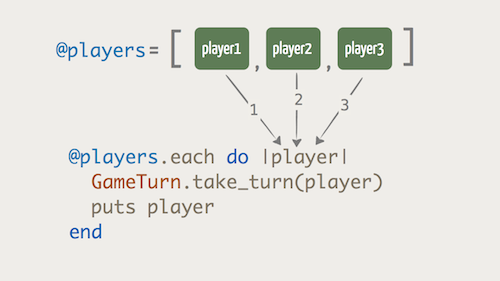 @players = [ player1 , player2 , player3 ]
1 2 3
@players.each do |player|
GameTurn.take_turn(player)
puts player
end